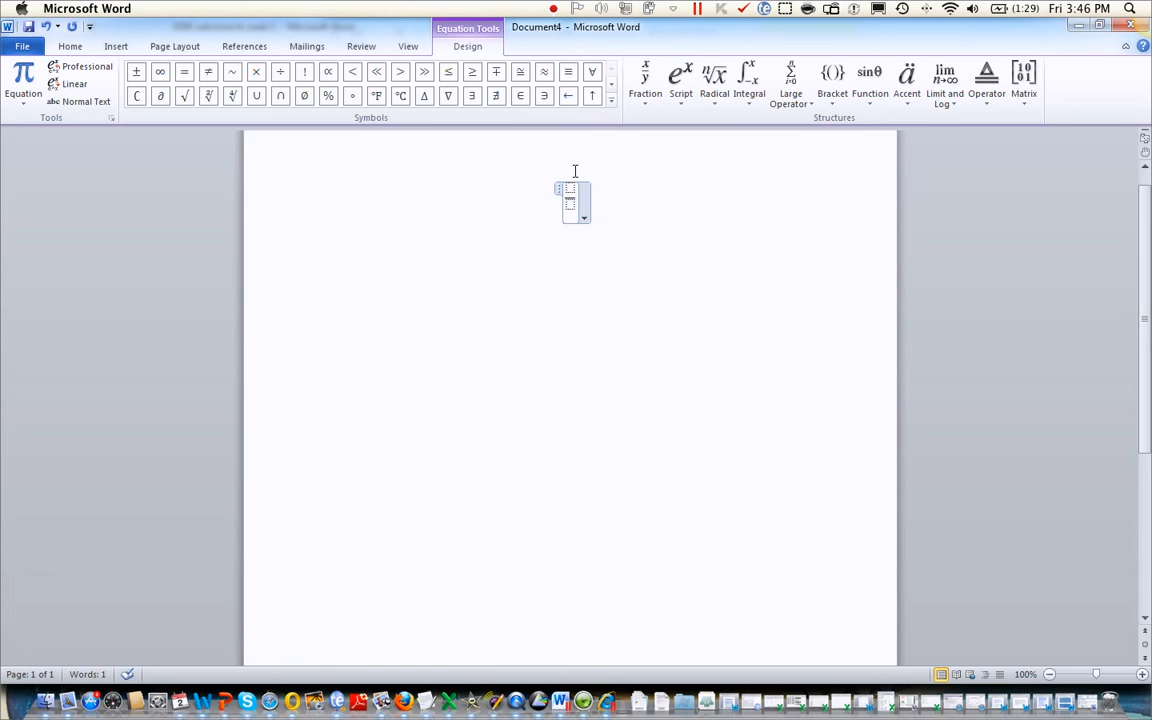 Microsoft Word (1:29) Fri 3:46 PM
W Equation Tools Document4 - Microsoft Word
File Home Insert Page Layout References Mailings Review View Design
π Equation
Professional
Linear
abc Normal Text
± ∞ = ≠ ~ × ÷ ! ∝ < ≪ > ≫ ≤ ≥ ∓ ≅ ≈ ≡ ∀
∁ ∂ √ ∛ ∜ ∪ ∩ ∅ % ° °F °C ∆ ∇ ∃ ∄ ∈ ∋ ← ↑
Fraction Script Radical Integral Large Operator Bracket Function Accent Limit and Log Operator Matrix
Tools Symbols Structures
Page: 1 of 1 Words: 1 100%